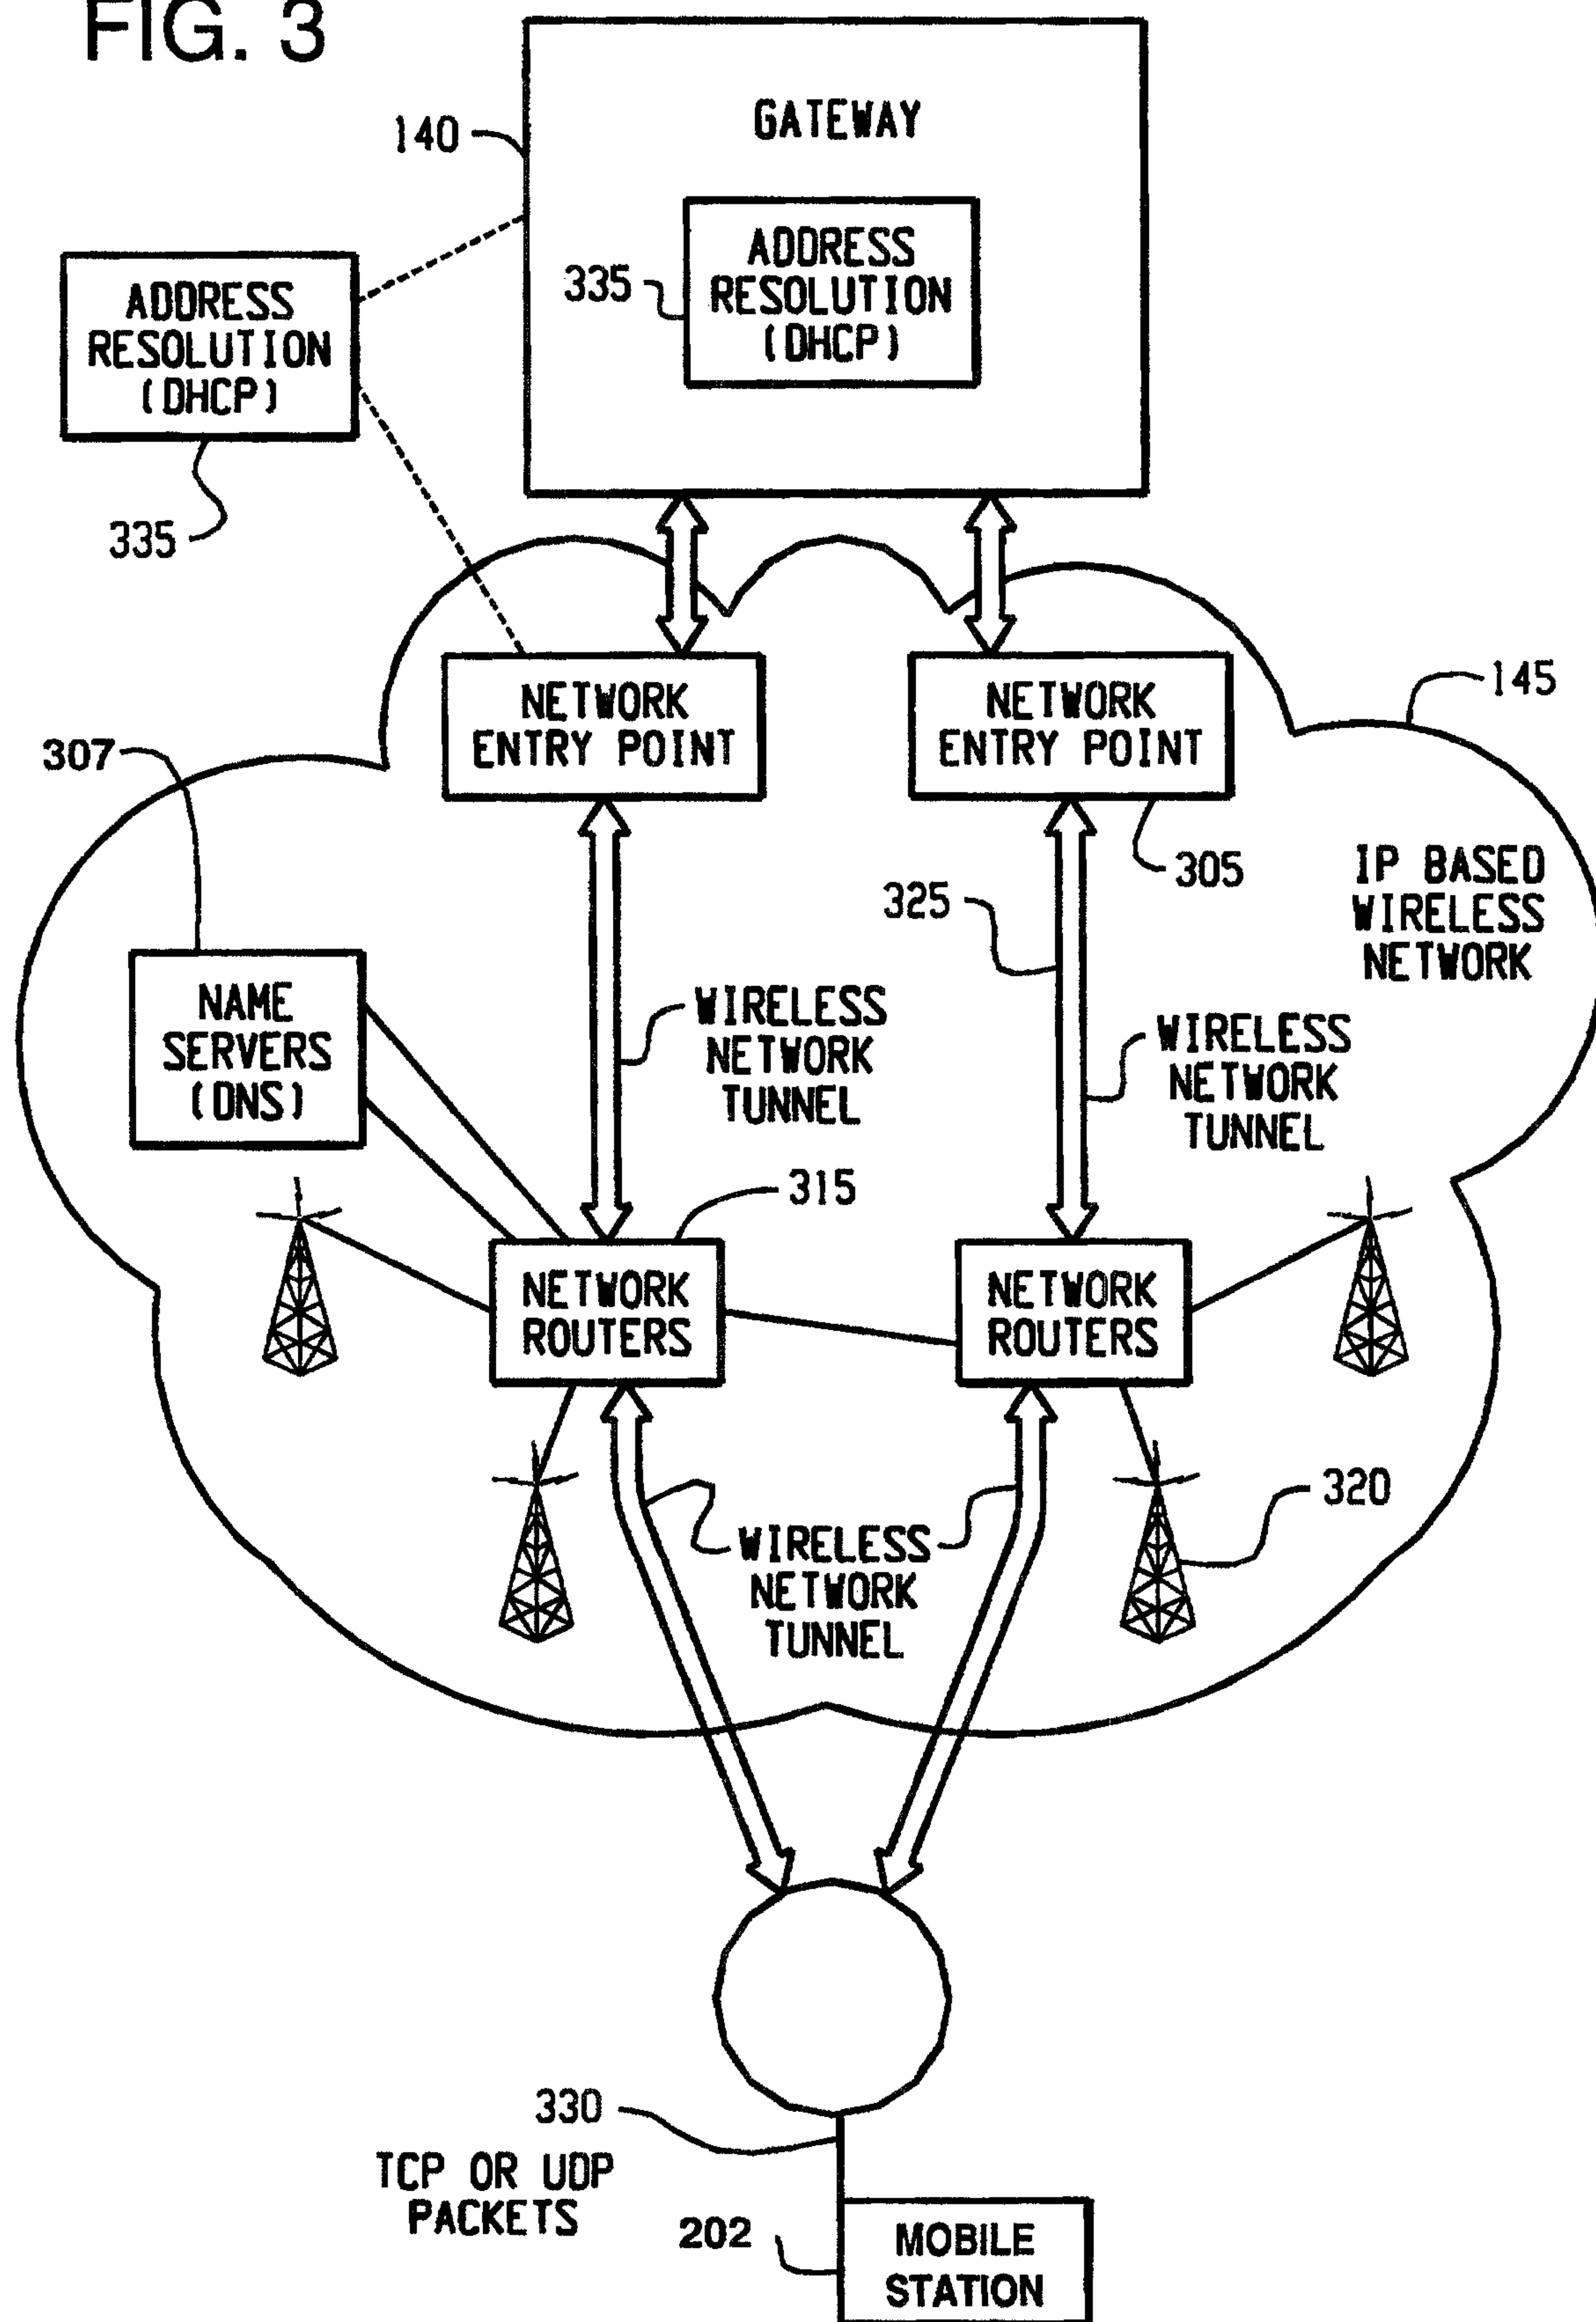 FIG. 3
140
GATEWAY
335
ADDRESS
RESOLUTION
(DHCP)
ADDRESS
RESOLUTION
(DHCP)
335
NETWORK
ENTRY POINT
NETWORK
ENTRY POINT
145
307
305
325
IP BASED
WIRELESS
NETWORK
NAME
SERVERS
(DNS)
WIRELESS
NETWORK
TUNNEL
WIRELESS
NETWORK
TUNNEL
315
NETWORK
ROUTERS
NETWORK
ROUTERS
320
WIRELESS
NETWORK
TUNNEL
330
TCP OR UDP
PACKETS
202
MOBILE
STATION